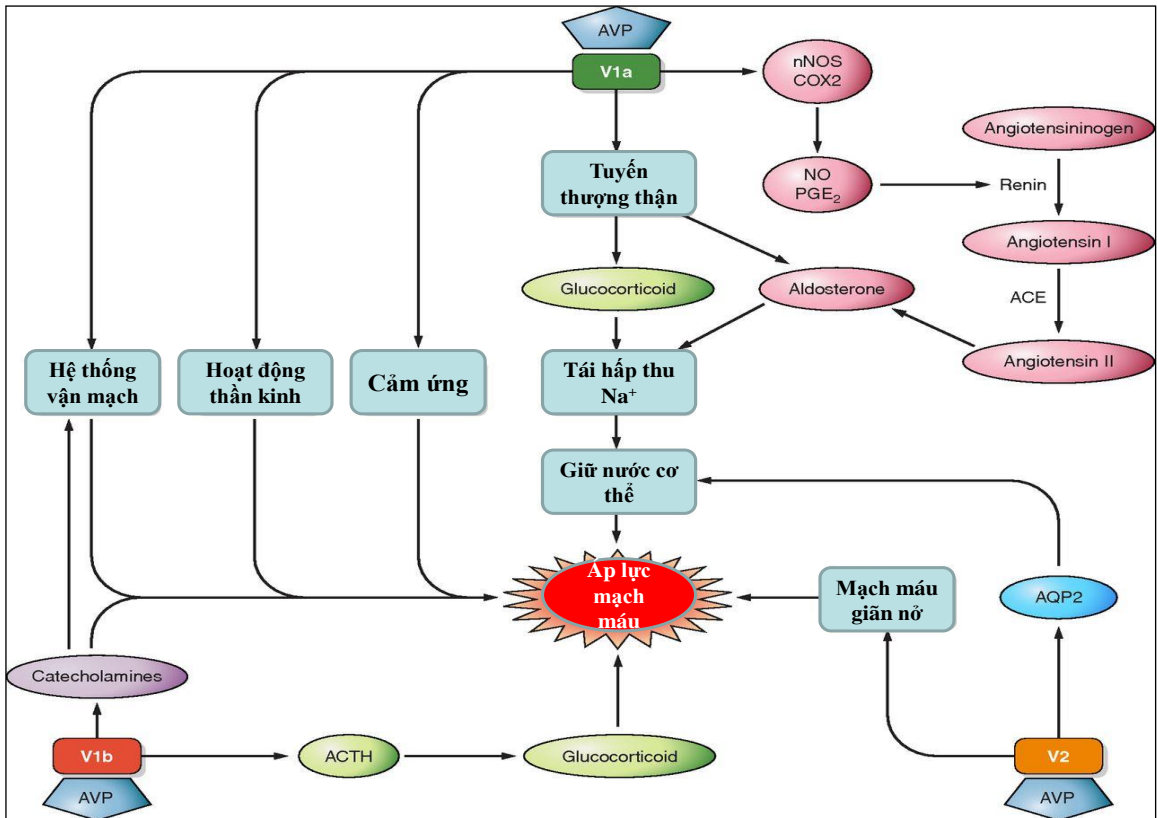 AVP
V1a
nNOS
COX2
Angiotensininogen
Tuyến
thượng thận
NO
PGE₂
Renin
Angiotensin I
Glucocorticoid
Aldosterone
ACE
Angiotensin II
Hệ thống
vận mạch
Hoạt động
thần kinh
Cảm ứng
Tái hấp thu
Na⁺
Giữ nước cơ
thể
Áp lực
mạch
máu
Mạch máu
giãn nở
AQP2
Catecholamines
V1b
ACTH
Glucocorticoid
V2
AVP
AVP